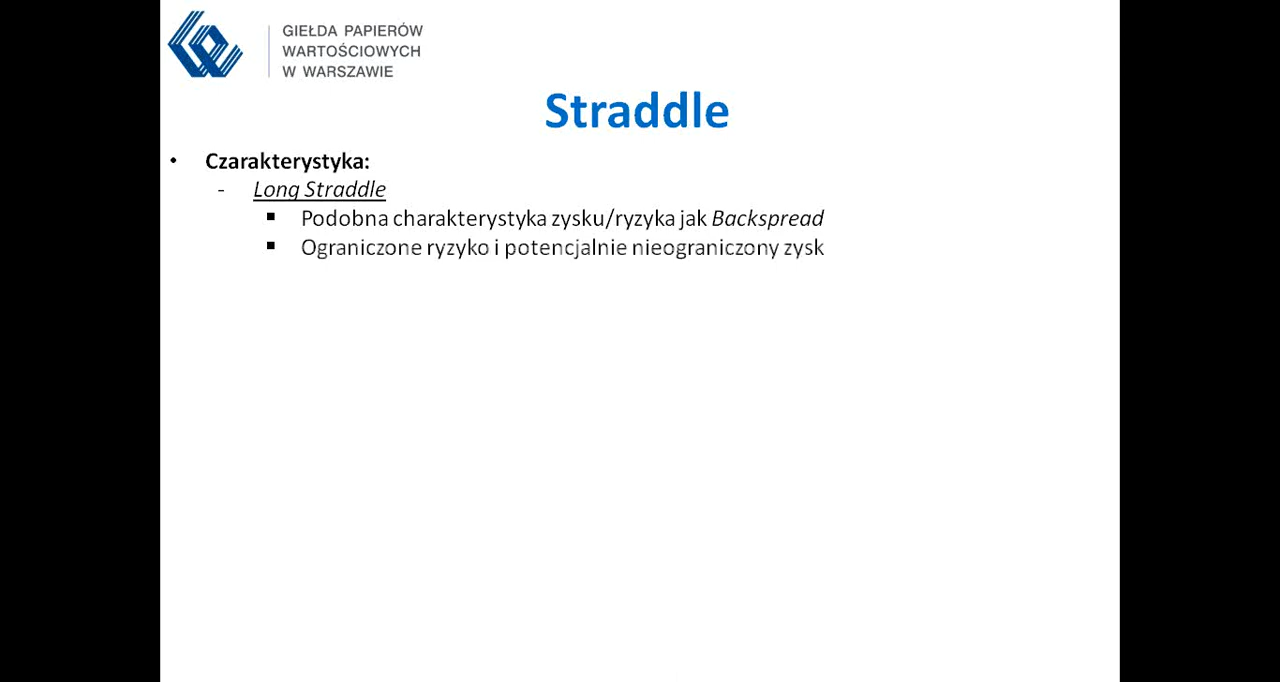 GIEŁDA PAPIERÓW
WARTOŚCIOWYCH
W WARSZAWIE
Straddle
• Czarakterystyka:
- Long Straddle
▪ Podobna charakterystyka zysku/ryzyka jak Backspread
▪ Ograniczone ryzyko i potencjalnie nieograniczony zysk